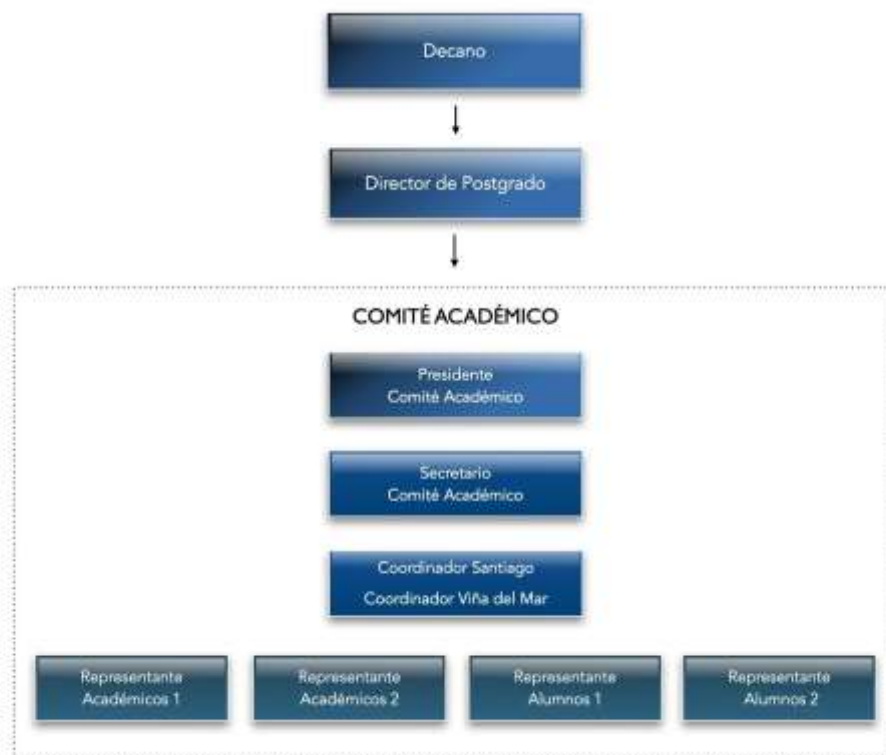 Decano
Director de Postgrado
COMITÉ ACADÉMICO
Presidente
Comité Académico
Secretario
Comité Académico
Coordinador Santiago
Coordinador Viña del Mar
Representante
Académicos 1
Representante
Académicos 2
Representante
Alumnos 1
Representante
Alumnos 2